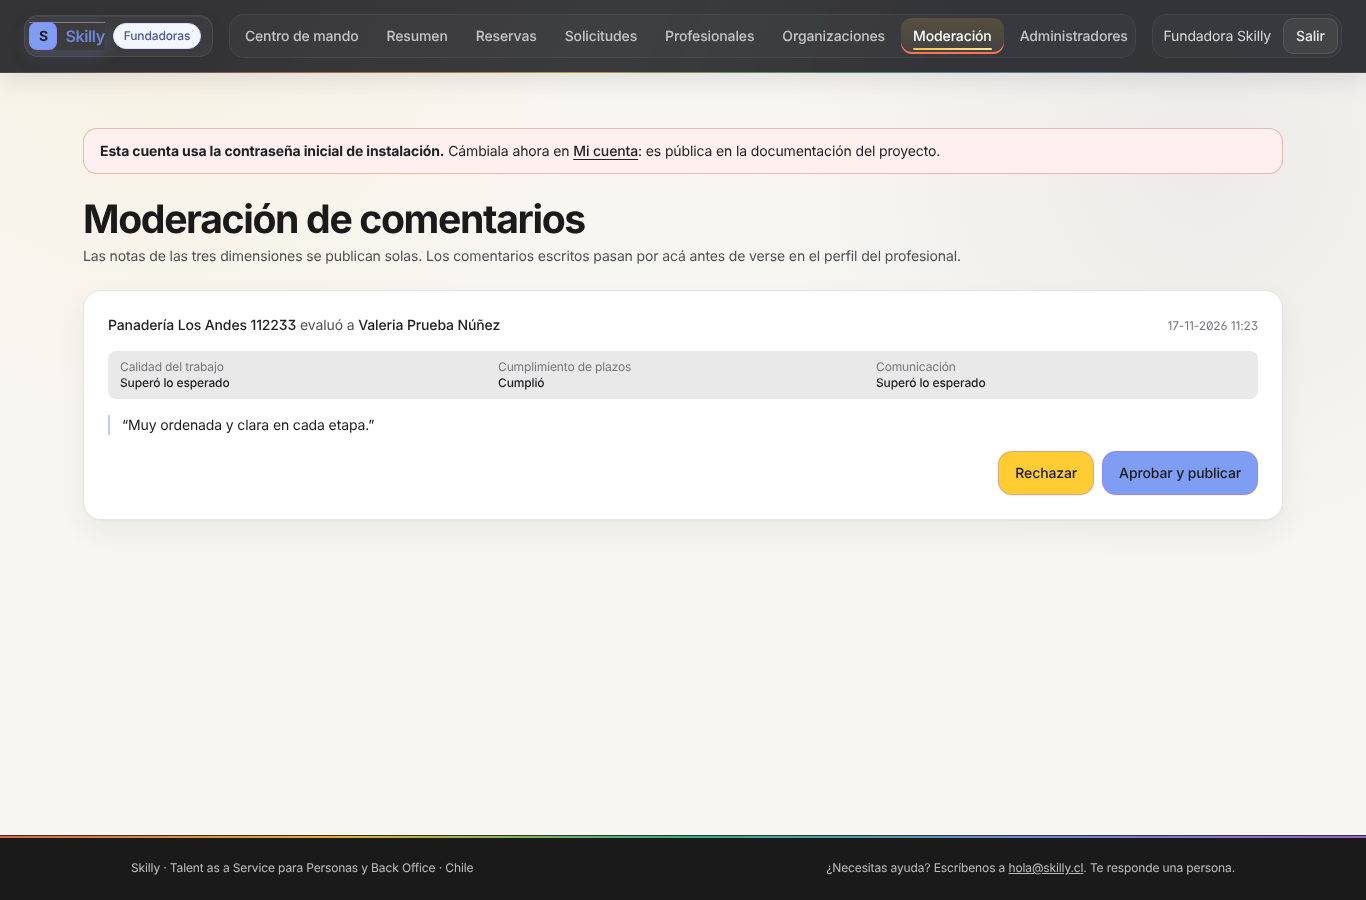 S Skilly Fundadoras Centro de mando Resumen Reservas Solicitudes Profesionales Organizaciones Moderación Administradores Fundadora Skilly Salir
Esta cuenta usa la contraseña inicial de instalación. Cámbiala ahora en Mi cuenta: es pública en la documentación del proyecto.
Moderación de comentarios
Las notas de las tres dimensiones se publican solas. Los comentarios escritos pasan por acá antes de verse en el perfil del profesional.
Panadería Los Andes 112233 evaluó a Valeria Prueba Núñez 17-11-2026 11:23
Calidad del trabajo Cumplimiento de plazos Comunicación
Superó lo esperado Cumplió Superó lo esperado
“Muy ordenada y clara en cada etapa.”
Rechazar Aprobar y publicar
Skilly · Talent as a Service para Personas y Back Office · Chile ¿Necesitas ayuda? Escríbenos a hola@skilly.cl. Te responde una persona.